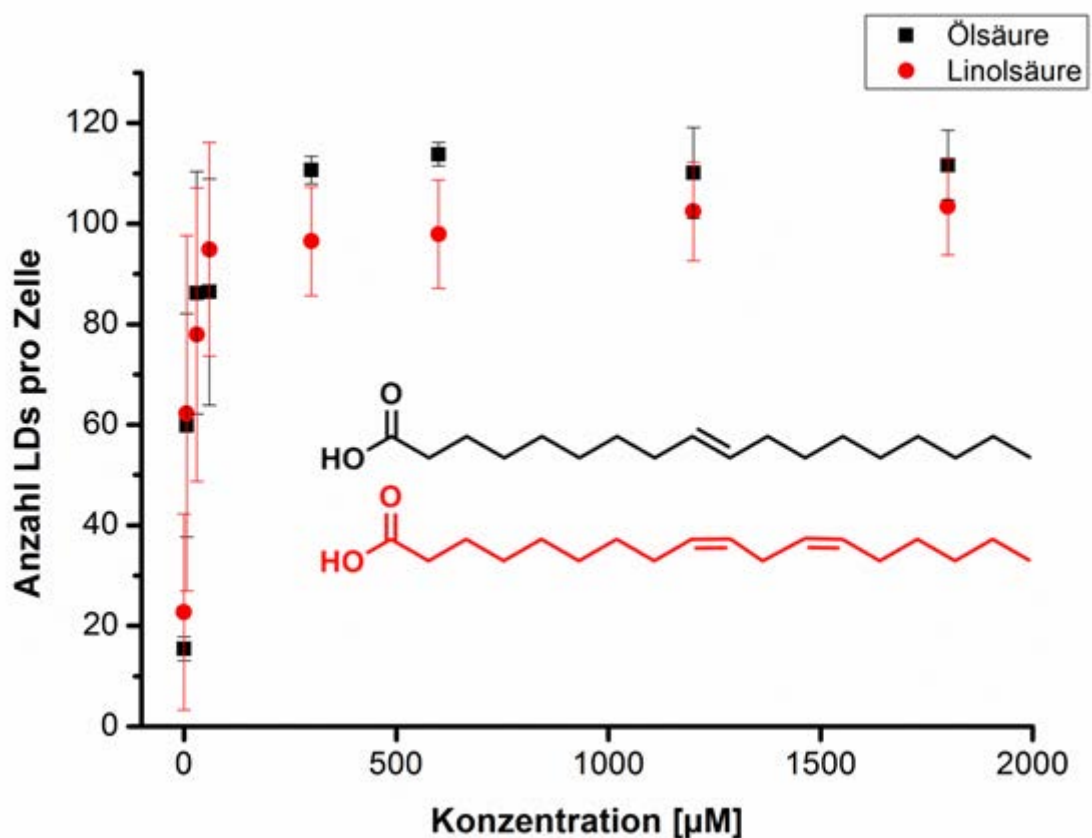 Ölsäure
Linolsäure
120
100
80
60
40
20
0
Anzahl LDs pro Zelle
O
HO
O
HO
0 500 1000 1500 2000
Konzentration [µM]